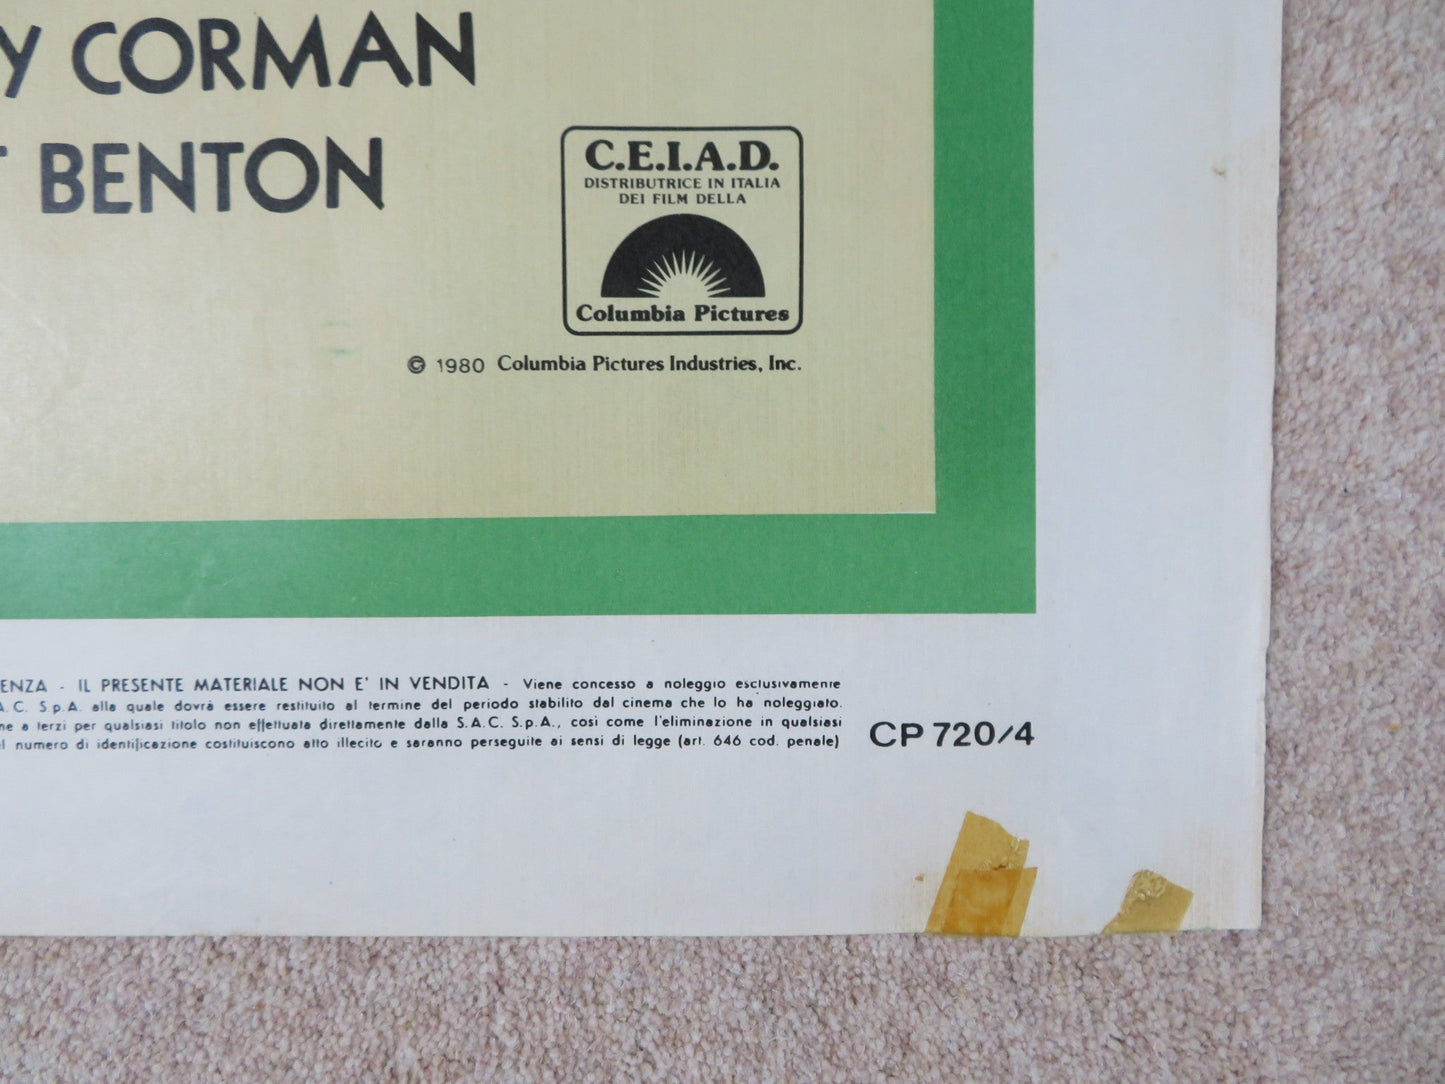 Y CORMAN
T BENTON
C.E.I.A.D.
DISTRIBUTRICE IN ITALIA
DEI FILM DELLA
Columbia Pictures
© 1980 Columbia Pictures Industries, Inc.
ENZA - IL PRESENTE MATERIALE NON E' IN VENDITA - Viene concesso a noleggio esclusivamente
A.C. S.p.A. alla quale dovrà essere restituito al termine del periodo stabilito dal cinema che lo ha noleggiato.
ne a terzi per qualsiasi titolo non effettuata direttamente dalla S.A.C. S.p.A., così come l'eliminazione in qualsiasi
el numero di identificazione costituiscono atto illecito e saranno perseguite ai sensi di legge (art. 646 cod. penale)
CP 720/4